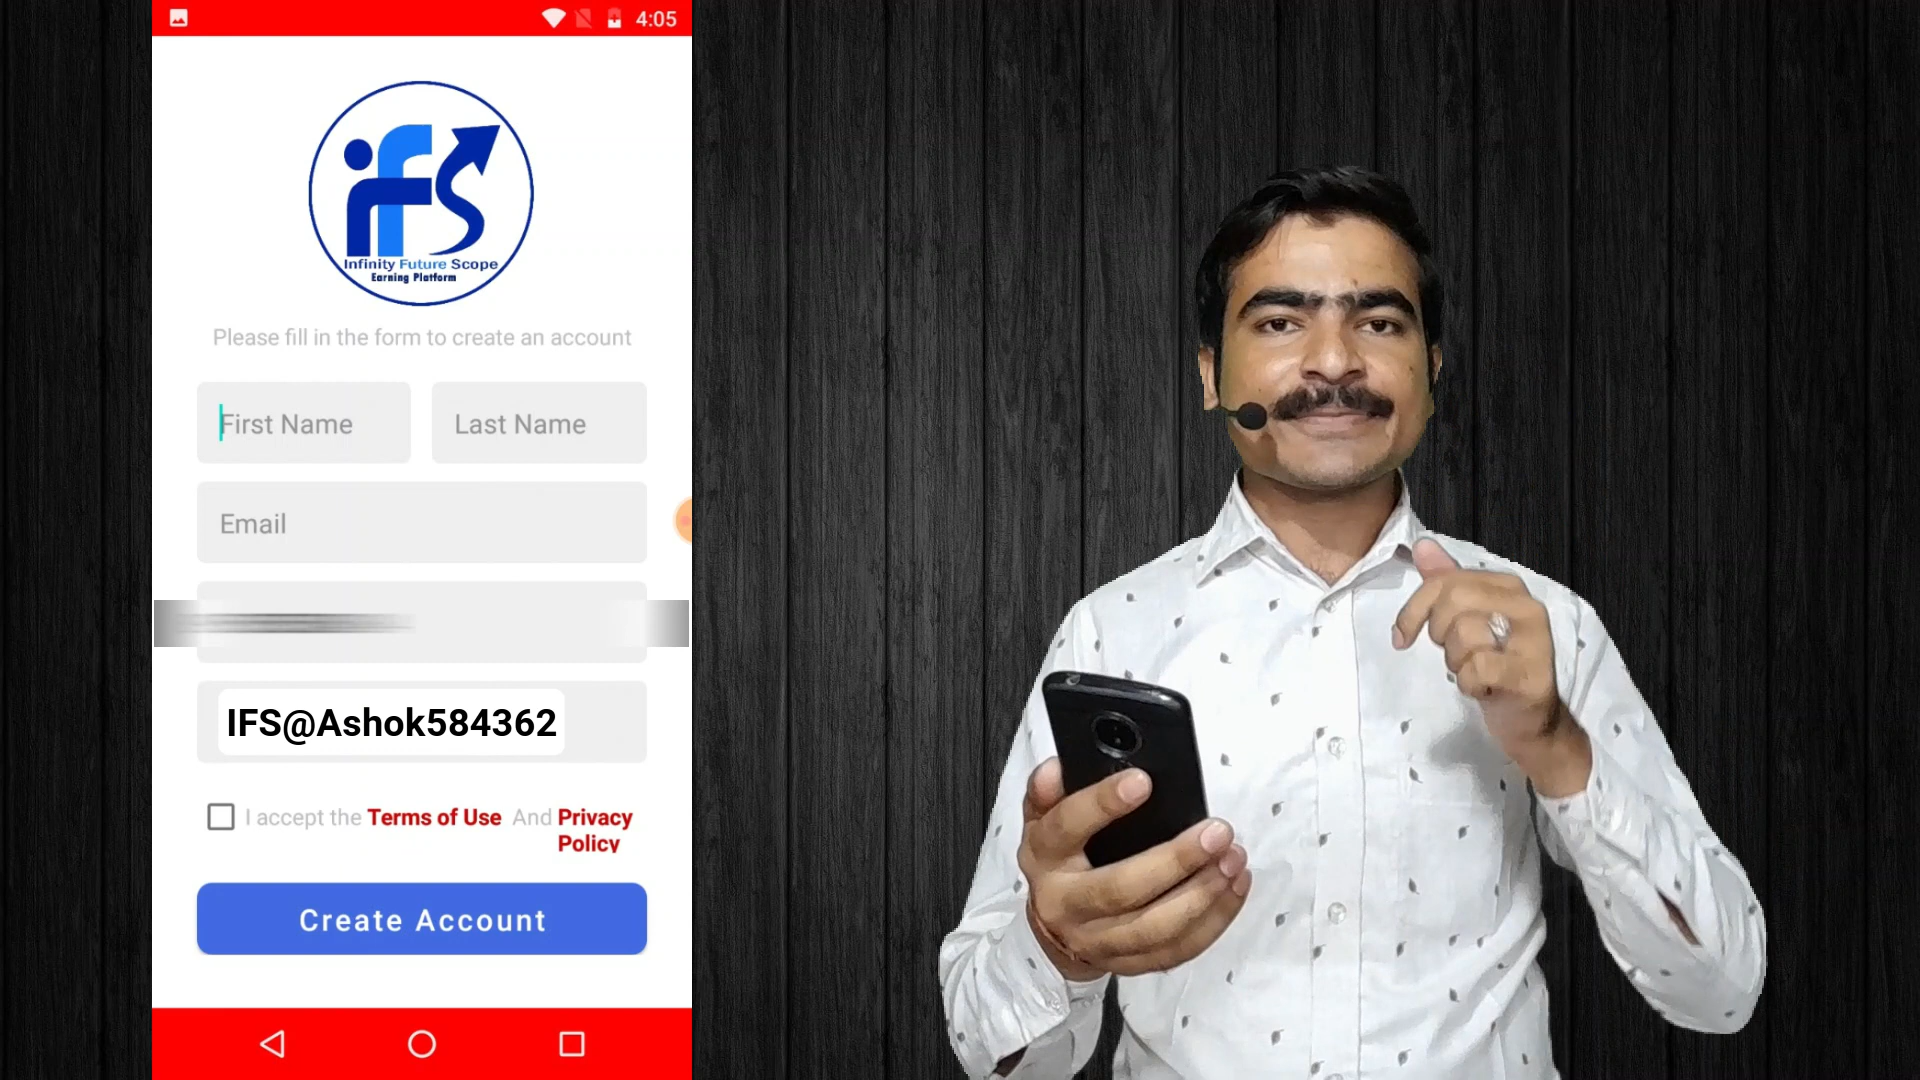 4:05
ifs
Infinity Future Scope
Earning Platform
Please fill in the form to create an account
First Name
Last Name
Email
IFS@Ashok584362
I accept the Terms of Use And Privacy
Policy
Create Account